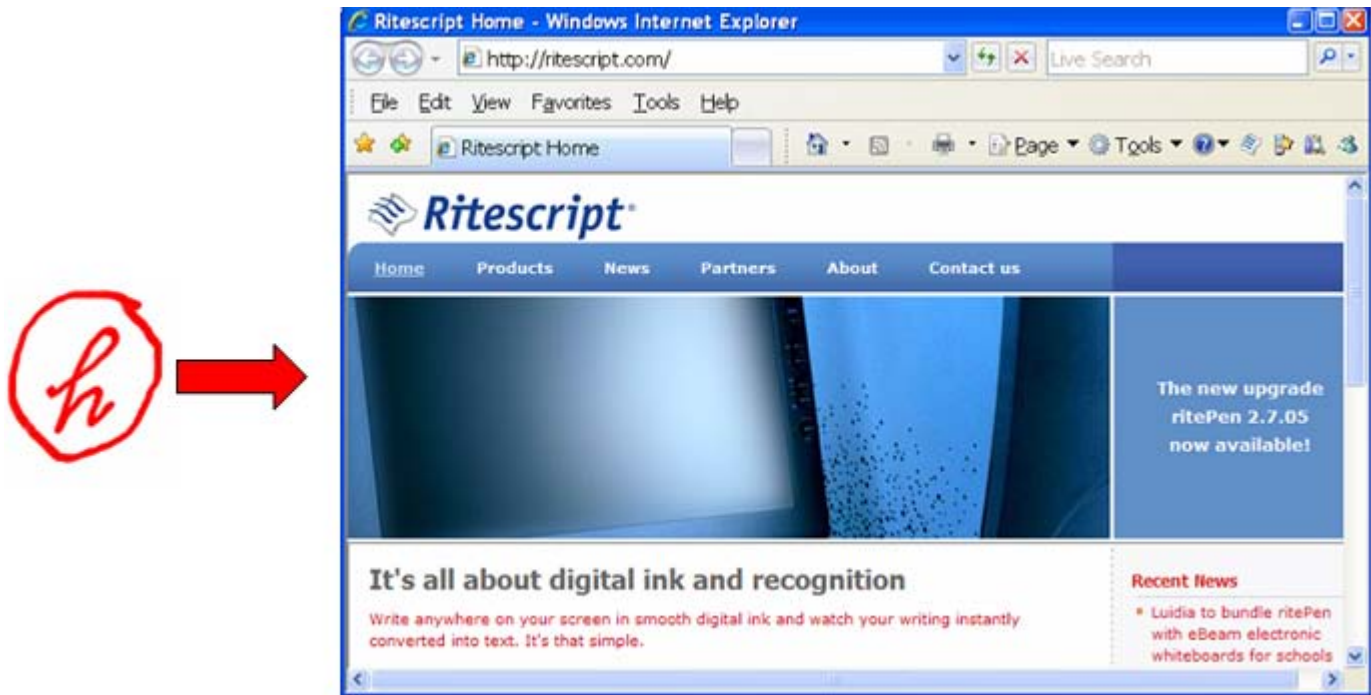 Ritescript Home - Windows Internet Explorer
http://ritescript.com/
Live Search
File Edit View Favorites Tools Help
Ritescript Home
Page Tools
Ritescript®
Home Products News Partners About Contact us
h
The new upgrade
ritePen 2.7.05
now available!
It's all about digital ink and recognition
Write anywhere on your screen in smooth digital ink and watch your writing instantly
converted into text. It's that simple.
Recent News
Luidia to bundle ritePen
with eBeam electronic
whiteboards for schools